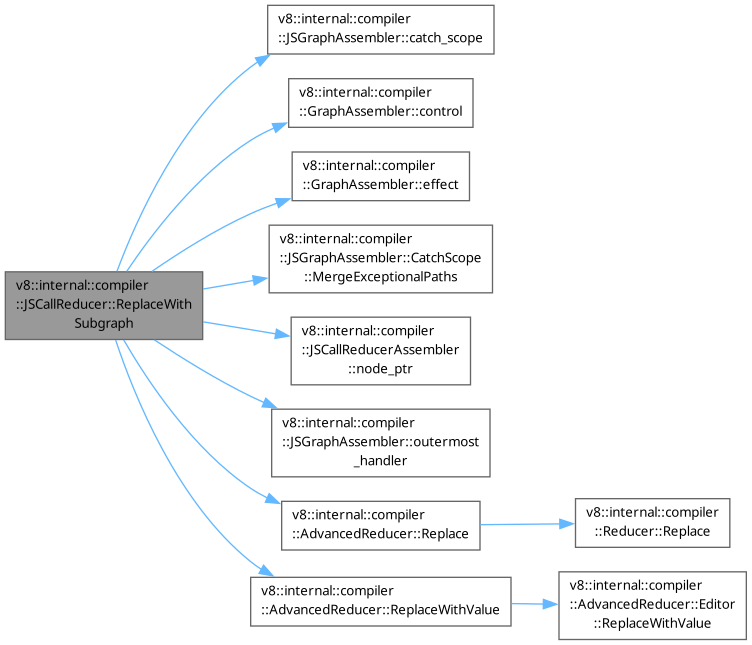 v8::internal::compiler
::JSGraphAssembler::catch_scope
v8::internal::compiler
::GraphAssembler::control
v8::internal::compiler
::GraphAssembler::effect
v8::internal::compiler
::JSGraphAssembler::CatchScope
::MergeExceptionalPaths
v8::internal::compiler
::JSCallReducer::ReplaceWith
Subgraph
v8::internal::compiler
::JSCallReducerAssembler
::node_ptr
v8::internal::compiler
::JSGraphAssembler::outermost
_handler
v8::internal::compiler
::AdvancedReducer::Replace
v8::internal::compiler
::Reducer::Replace
v8::internal::compiler
::AdvancedReducer::ReplaceWithValue
v8::internal::compiler
::AdvancedReducer::Editor
::ReplaceWithValue